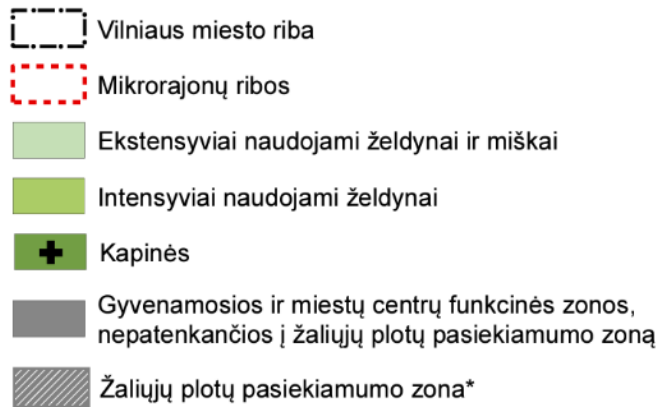 Vilniaus miesto riba
Mikrorajonų ribos
Ekstensyviai naudojami želdynai ir miškai
Intensyviai naudojami želdynai
Kapinės
Gyvenamosios ir miestų centrų funkcinės zonos,
nepatenkančios į žaliųjų plotų pasiekiamumo zoną
Žaliųjų plotų pasiekiamumo zona*